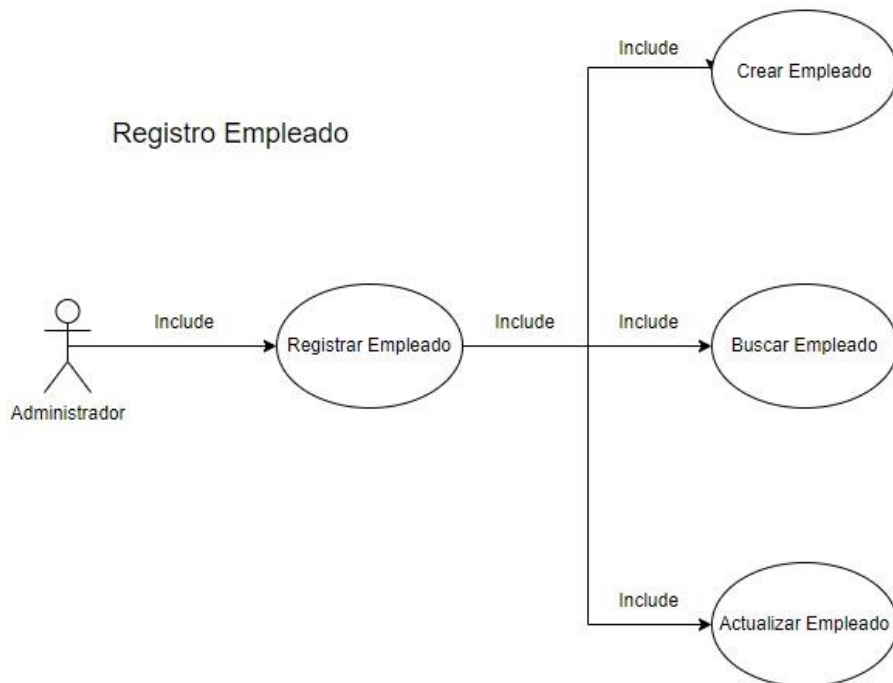 Include
Crear Empleado
Registro Empleado
Include
Registrar Empleado
Include
Include
Buscar Empleado
Administrador
Include
Actualizar Empleado